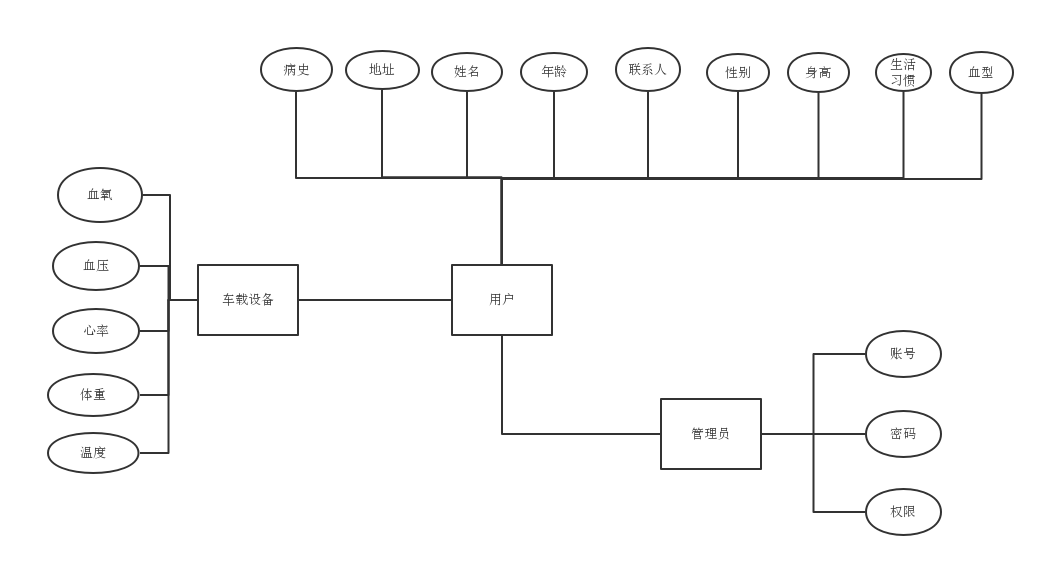 病史
地址
姓名
年龄
联系人
性别
身高
生活
习惯
血型
血氧
血压
心率
体重
温度
车载设备
用户
管理员
账号
密码
权限